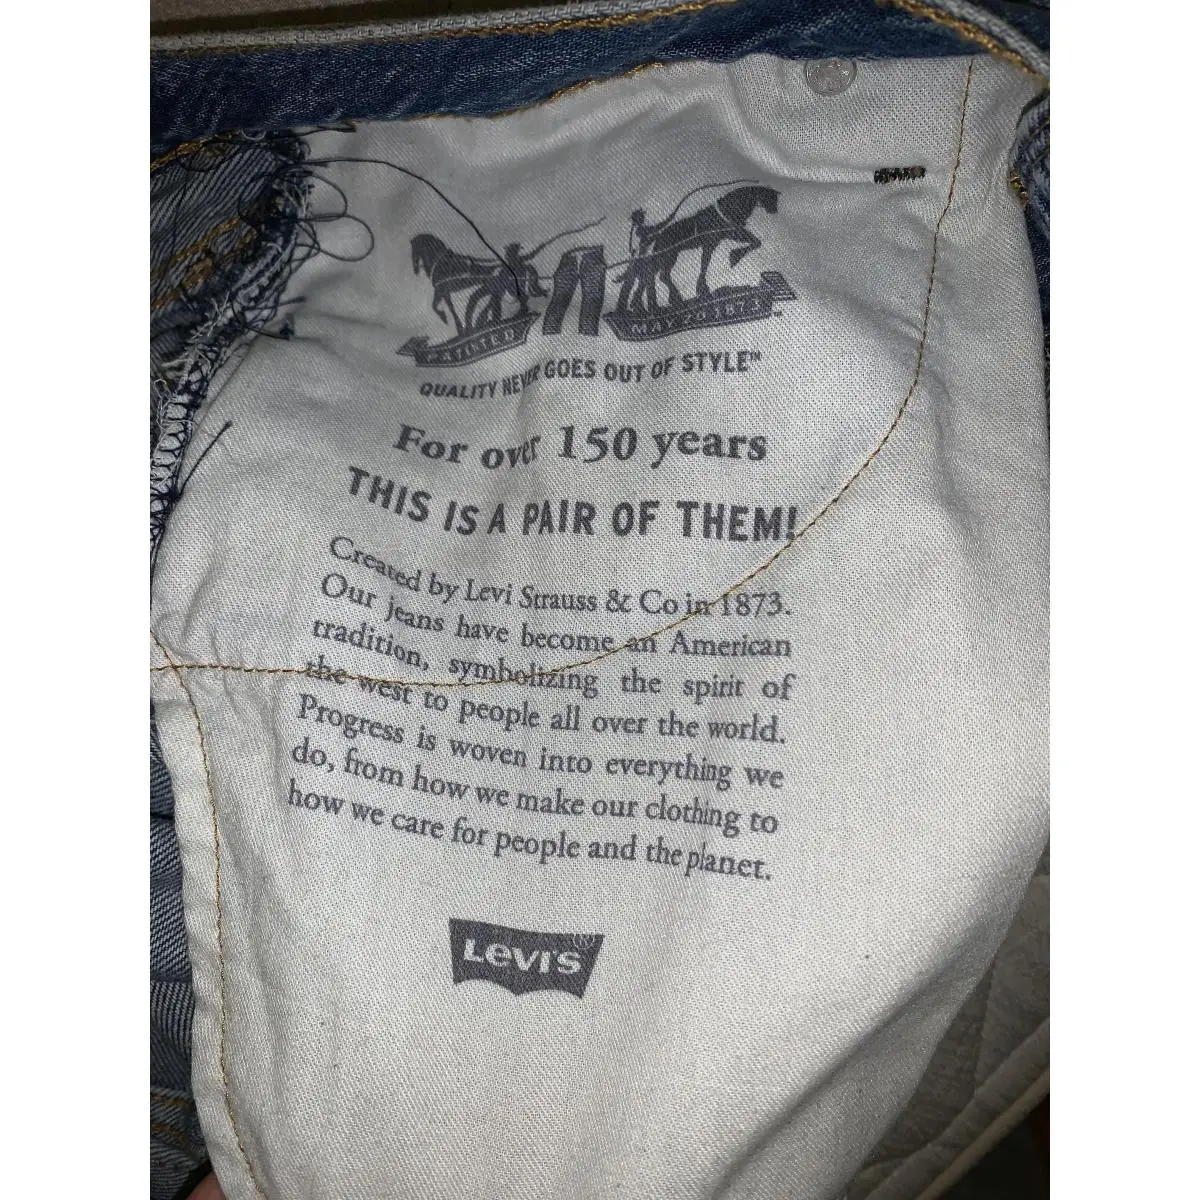 PATENTED MAY 20 1873
QUALITY NEVER GOES OUT OF STYLE™
For over 150 years
THIS IS A PAIR OF THEM!
Created by Levi Strauss & Co in 1873.
Our jeans have become an American
tradition, symbolizing the spirit of
the west to people all over the world.
Progress is woven into everything we
do, from how we make our clothing to
how we care for people and the planet.
LEVI'S®